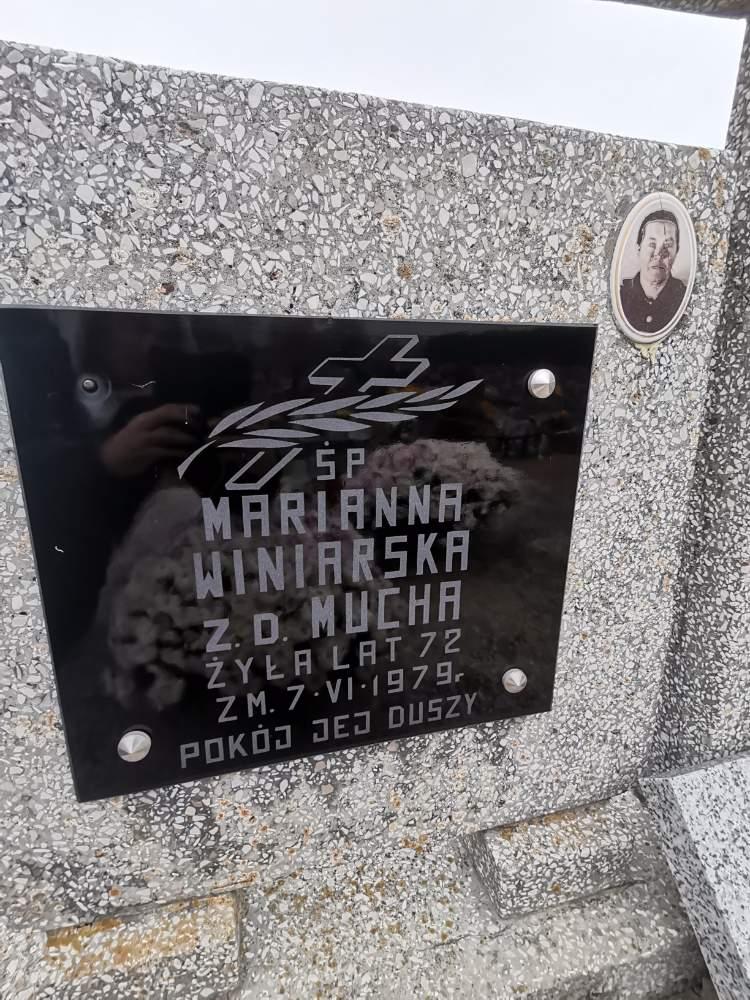 ŚP
MARIANNA
WINIARSKA
Z. D. MUCHA
ŻYŁA LAT 72
ZM. 7·VI·1979r
POKÓJ JEJ DUSZY